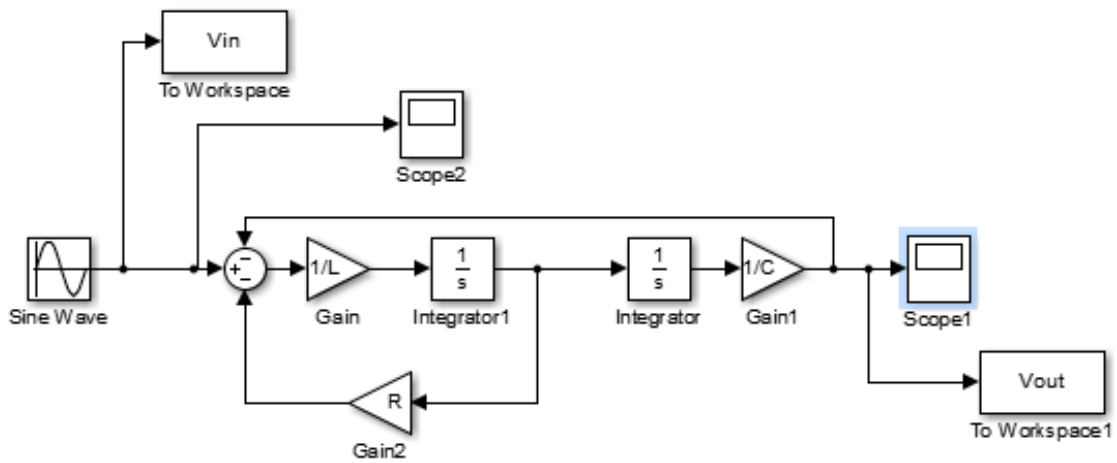 Vin
To Workspace
Scope2
Sine Wave
+
−
−
1/L
Gain
1
s
Integrator1
1
s
Integrator
1/C
Gain1
Scope1
R
Gain2
Vout
To Workspace1